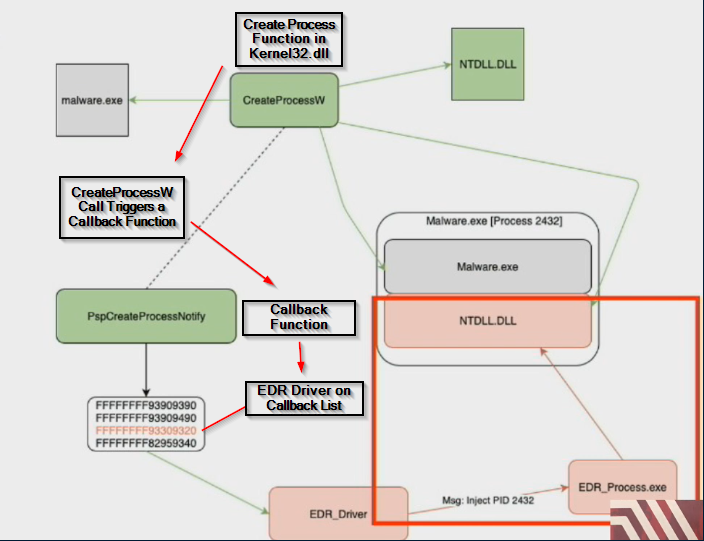 Create Process
Function in
Kernel32.dll
NTDLL.DLL
malware.exe
CreateProcessW
CreateProcessW
Call Triggers a
Callback Function
Malware.exe [Process 2432]
Malware.exe
PspCreateProcessNotify
Callback
Function
NTDLL.DLL
EDR Driver on
Callback List
FFFFFFFF93909390
FFFFFFFF93909490
FFFFFFFF93309320
FFFFFFFF82959340
EDR_Driver
Msg: Inject PID 2432
EDR_Process.exe